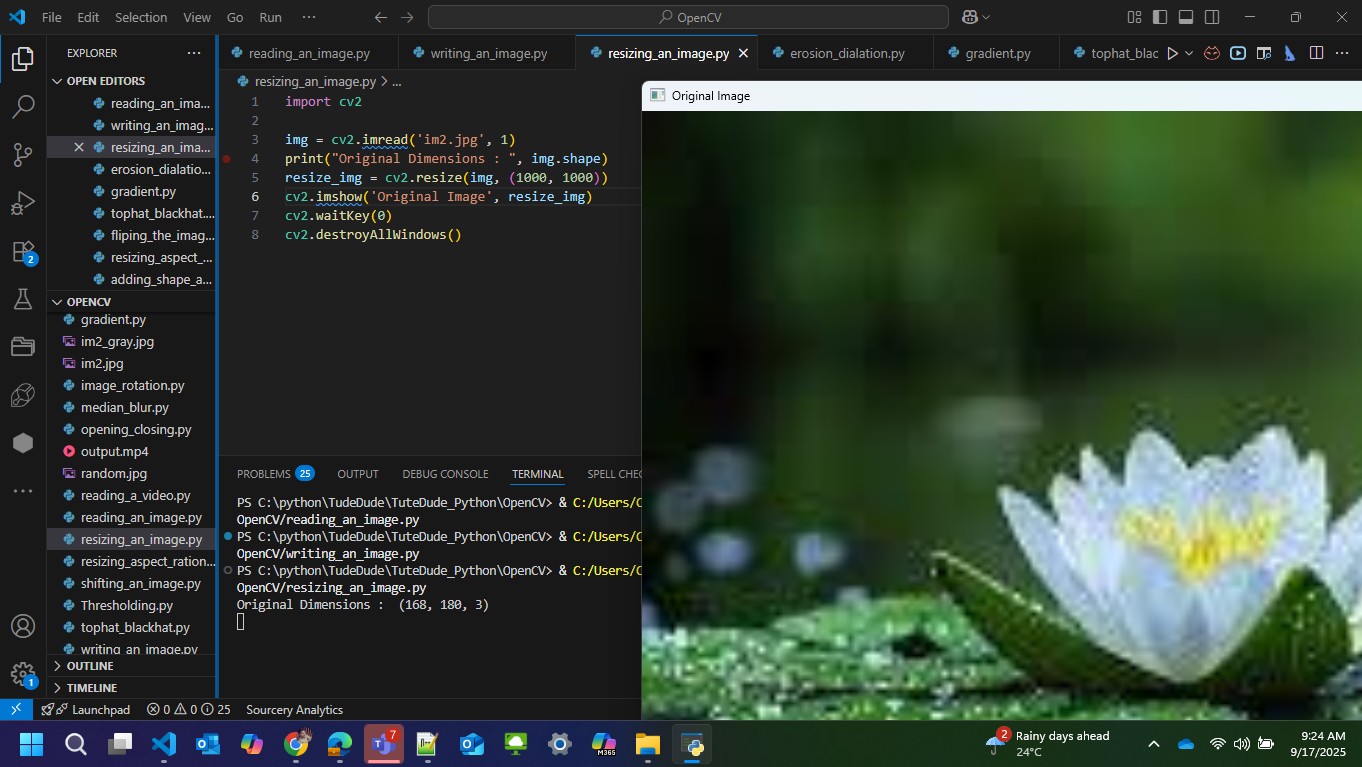 File Edit Selection View Go Run ··· OpenCV
EXPLORER ···
OPEN EDITORS
reading_an_ima...
writing_an_imag...
resizing_an_ima...
erosion_dialatio...
gradient.py
tophat_blackhat....
fliping_the_imag...
resizing_aspect_...
adding_shape_a...
OPENCV
gradient.py
im2_gray.jpg
im2.jpg
image_rotation.py
median_blur.py
opening_closing.py
output.mp4
random.jpg
reading_a_video.py
reading_an_image.py
resizing_an_image.py
resizing_aspect_ration...
shifting_an_image.py
Thresholding.py
tophat_blackhat.py
writing_an_image.py
OUTLINE
TIMELINE
2
1
reading_an_image.py writing_an_image.py resizing_an_image.py erosion_dialation.py gradient.py tophat_blac
resizing_an_image.py > ...
1 import cv2
2
3 img = cv2.imread('im2.jpg', 1)
4 print("Original Dimensions : ", img.shape)
5 resize_img = cv2.resize(img, (1000, 1000))
6 cv2.imshow('Original Image', resize_img)
7 cv2.waitKey(0)
8 cv2.destroyAllWindows()
Original Image
PROBLEMS 25 OUTPUT DEBUG CONSOLE TERMINAL SPELL CHEC
PS C:\python\TudeDude\TuteDude_Python\OpenCV> & C:/Users/C
OpenCV/reading_an_image.py
PS C:\python\TudeDude\TuteDude_Python\OpenCV> & C:/Users/C
OpenCV/writing_an_image.py
PS C:\python\TudeDude\TuteDude_Python\OpenCV> & C:/Users/C
OpenCV/resizing_an_image.py
Original Dimensions :  (168, 180, 3)
Launchpad 0 0 25 Sourcery Analytics
7
M365
2
Rainy days ahead
24°C
9:24 AM
9/17/2025